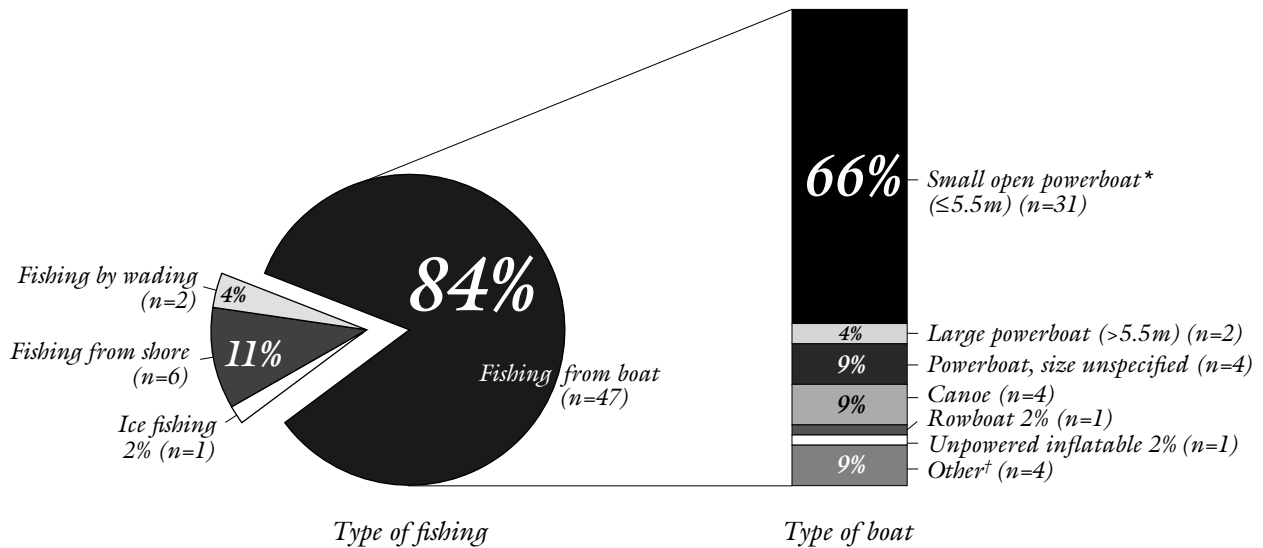 66%
Small open powerboat*
(≤5.5m) (n=31)
84%
Fishing by wading
(n=2)
4%
Fishing from shore
(n=6)
11%
Ice fishing
2% (n=1)
Fishing from boat
(n=47)
4%
Large powerboat (>5.5m) (n=2)
9%
Powerboat, size unspecified (n=4)
9%
Canoe (n=4)
Rowboat 2% (n=1)
Unpowered inflatable 2% (n=1)
9%
Other† (n=4)
Type of fishing
Type of boat